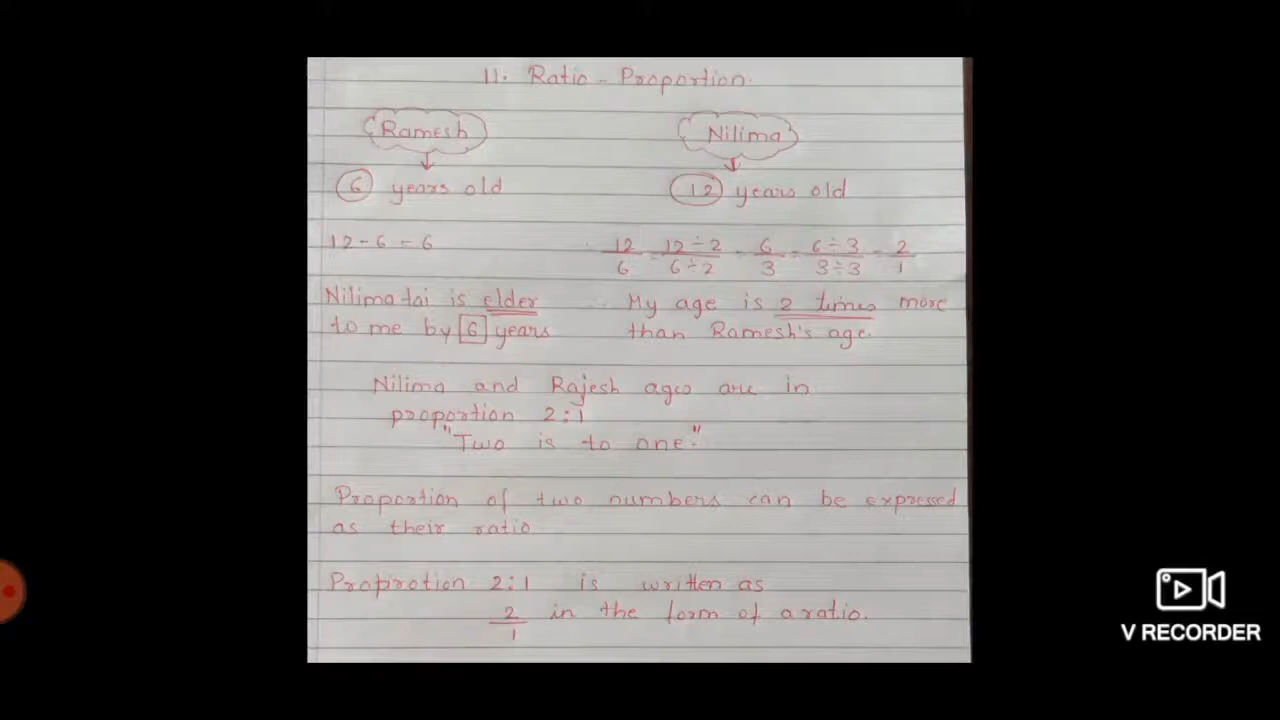 11. Ratio - Proportion.
Ramesh
Nilima
6 years old
12 years old
12 - 6 = 6
12/6 = 12÷2/6÷2 = 6/3 = 6÷3/3÷3 = 2/1
Nilima tai is elder
to me by 6 years
∴ My age is 2 times more
than Ramesh's age.
Nilima and Rajesh ages are in
proportion 2:1
"Two is to one."
Proportion of two numbers can be expressed
as their ratio
Proprotion 2:1 is written as
2/1 in the form of a ratio.
V RECORDER